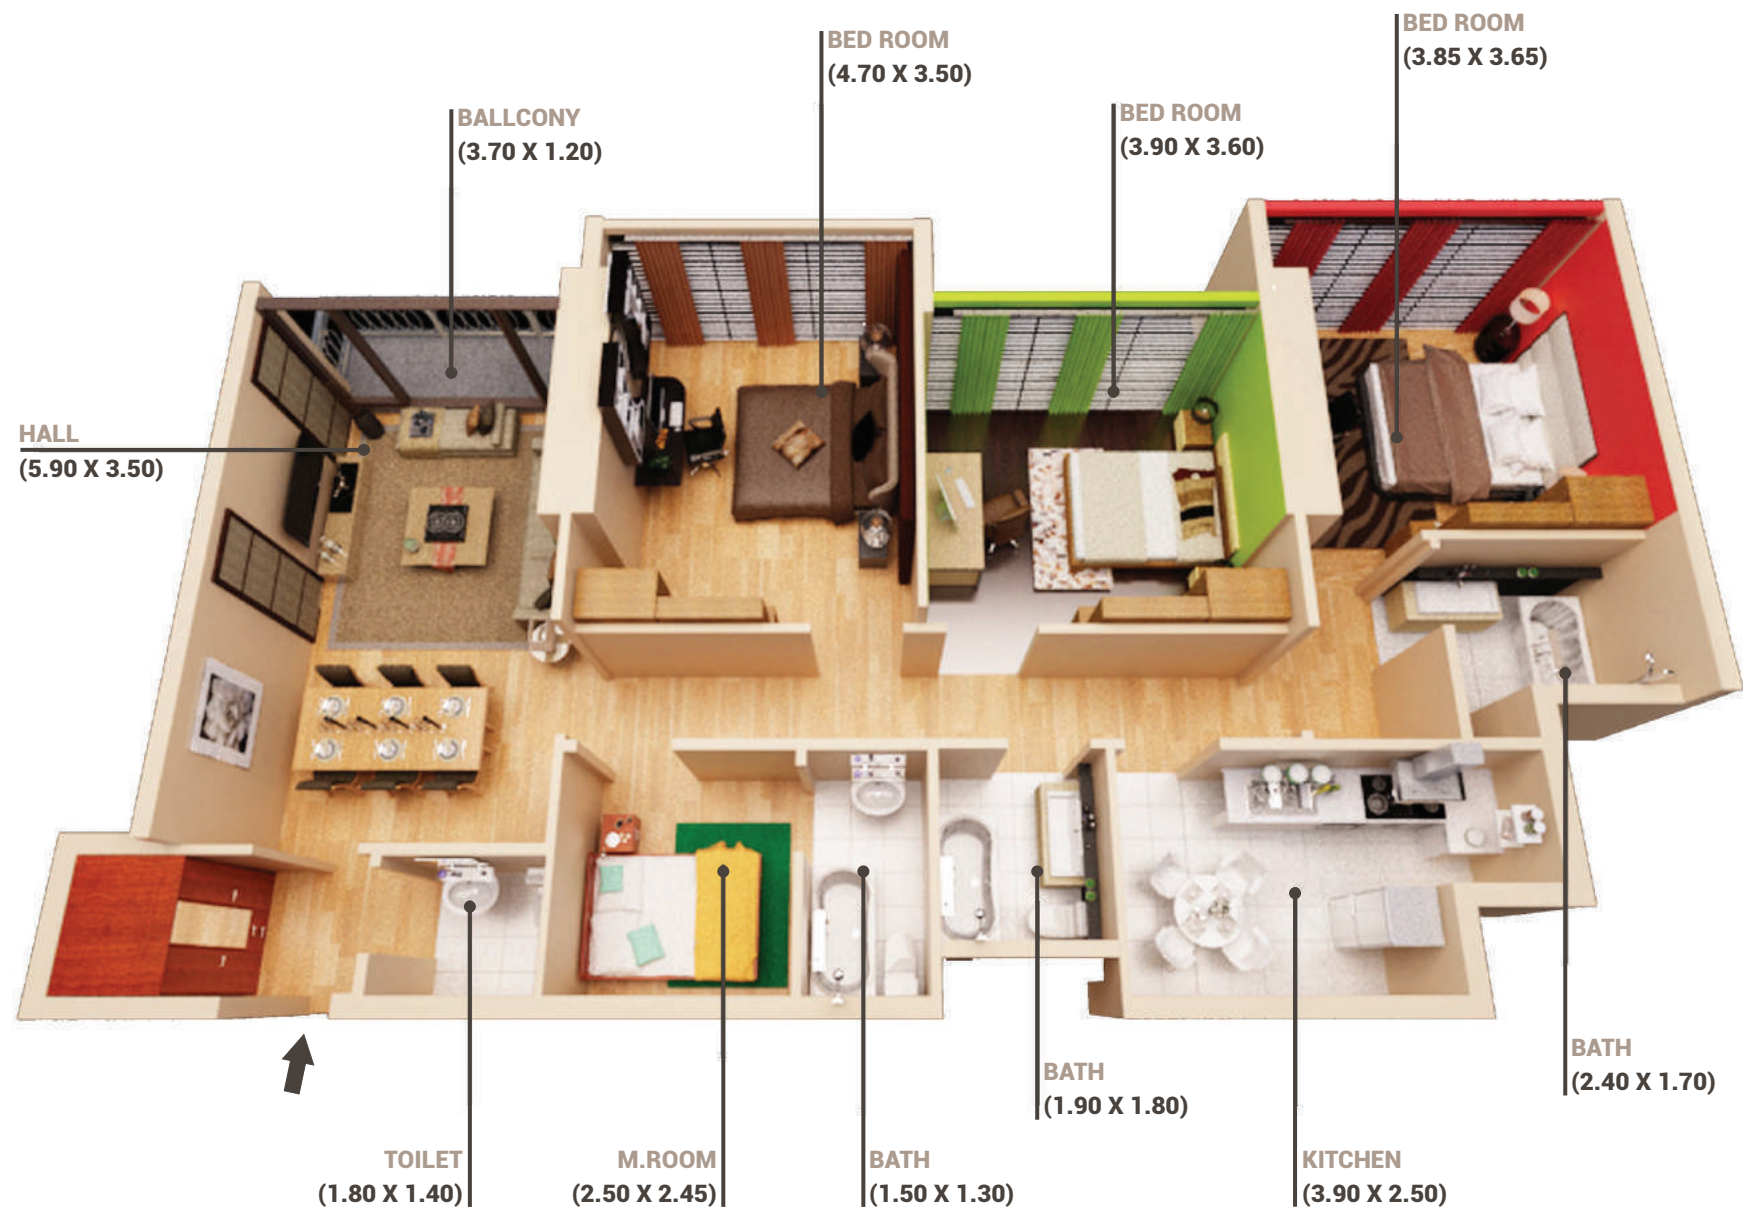 BED ROOM
(3.85 X 3.65)
BED ROOM
(4.70 X 3.50)
BED ROOM
(3.90 X 3.60)
BALLCONY
(3.70 X 1.20)
HALL
(5.90 X 3.50)
BATH
(2.40 X 1.70)
BATH
(1.90 X 1.80)
TOILET
(1.80 X 1.40)
M.ROOM
(2.50 X 2.45)
BATH
(1.50 X 1.30)
KITCHEN
(3.90 X 2.50)